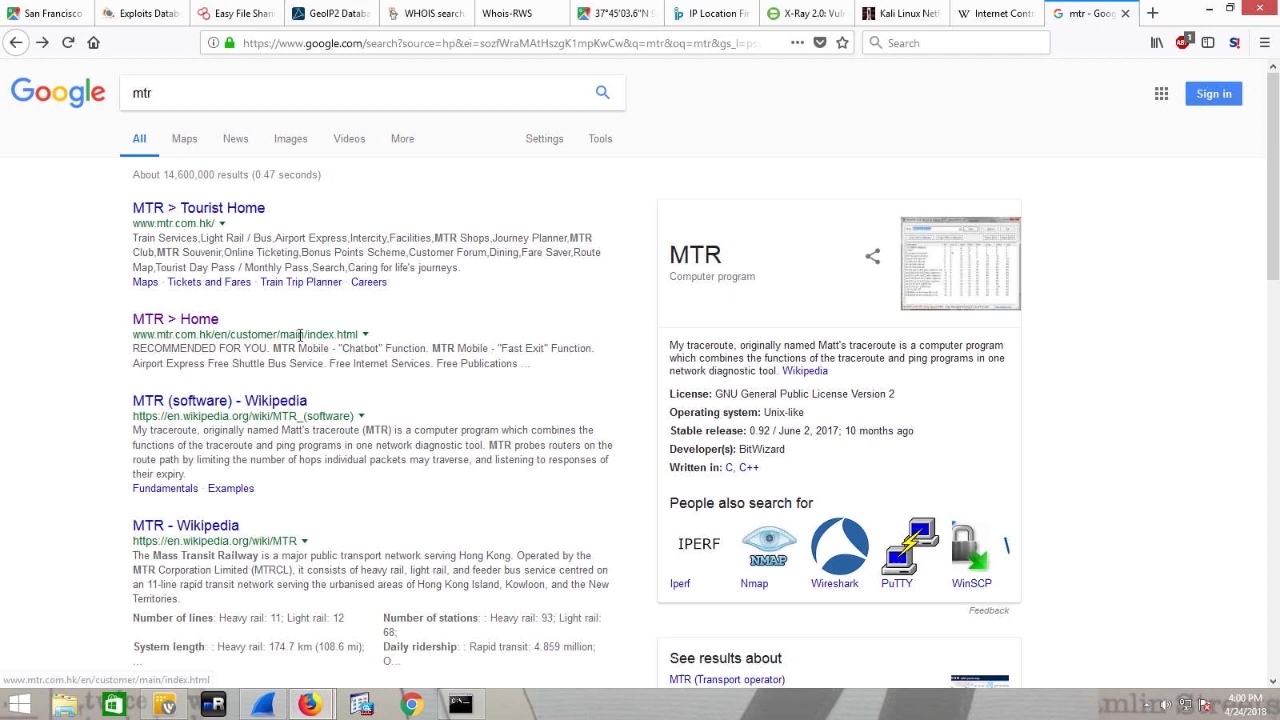 San Francisco
Exploits Datab
Easy File Shar
GeoIP2 Databa
WHOIS search
Whois-RWS
37°45'03.6"N 9
IP Location Fin
X-Ray 2.0: Vuln
Kali Linux Net
Internet Contr
mtr - Goog
https://www.google.com/search?source=hp&ei=sozfWraMAtHszgK1mpKwCw&q=mtr&oq=mtr&gs_l=ps
Search
Google
mtr
Sign in
All
Maps
News
Images
Videos
More
Settings
Tools
About 14,600,000 results (0.47 seconds)
MTR > Tourist Home
www.mtr.com.hk/
Train Services,Light Rail,Bus,Airport Express,Intercity,Facilities,MTR Shops,Journey Planner,MTR
Club,MTR Souvenir,Online Ticketing,Bonus Points Scheme,Customer Forum,Dining,Fare Saver,Route
Map,Tourist Day Pass / Monthly Pass,Search,Caring for life's journeys.
Maps · Tickets and Fares · Train Trip Planner · Careers
MTR > Home
www.mtr.com.hk/en/customer/main/index.html
RECOMMENDED FOR YOU. MTR Mobile - "Chatbot" Function. MTR Mobile - "Fast Exit" Function.
Airport Express Free Shuttle Bus Service. Free Internet Services. Free Publications ...
MTR (software) - Wikipedia
https://en.wikipedia.org/wiki/MTR_(software)
My traceroute, originally named Matt's traceroute (MTR) is a computer program which combines the
functions of the traceroute and ping programs in one network diagnostic tool. MTR probes routers on the
route path by limiting the number of hops individual packets may traverse, and listening to responses of
their expiry.
Fundamentals · Examples
MTR - Wikipedia
https://en.wikipedia.org/wiki/MTR
The Mass Transit Railway is a major public transport network serving Hong Kong. Operated by the
MTR Corporation Limited (MTRCL), it consists of heavy rail, light rail, and feeder bus service centred on
an 11-line rapid transit network serving the urbanised areas of Hong Kong Island, Kowloon, and the New
Territories.
Number of lines: Heavy rail: 11; Light rail: 12
Number of stations: : Heavy rail: 93; Light rail:
68;
System length: : Heavy rail: 174.7 km (108.6 mi);
...
Daily ridership: : Rapid transit: 4.859 million;
O...
MTR
Computer program
My traceroute, originally named Matt's traceroute is a computer program
which combines the functions of the traceroute and ping programs in one
network diagnostic tool. Wikipedia
License: GNU General Public License Version 2
Operating system: Unix-like
Stable release: 0.92 / June 2, 2017; 10 months ago
Developer(s): BitWizard
Written in: C, C++
People also search for
IPERF
NMAP
Iperf
Nmap
Wireshark
PuTTY
WinSCP
Feedback
See results about
MTR (Transport operator)
www.mtr.com.hk/en/customer/main/index.html
4:00 PM
4/24/2018